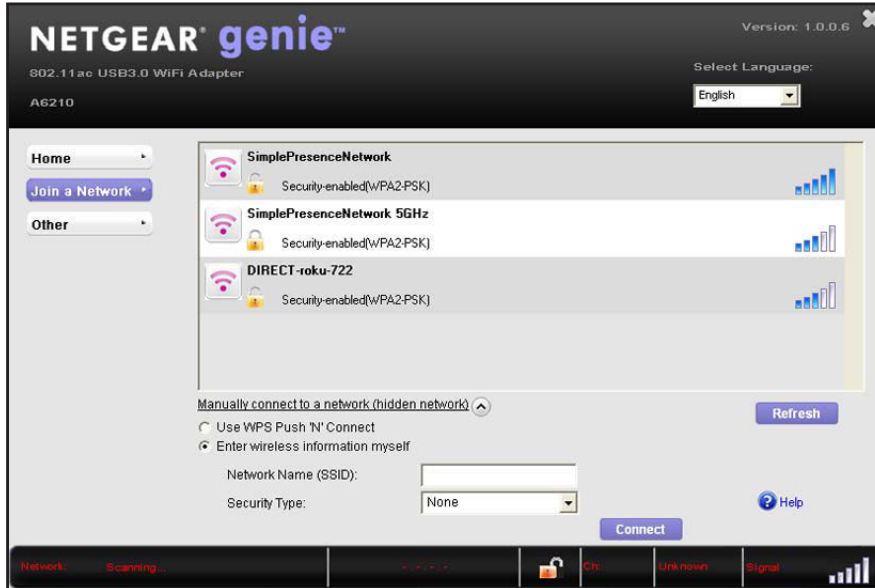 NETGEAR® genie™
Version: 1.0.0.6
802.11ac USB3.0 WiFi Adapter
Select Language:
A6210
English
Home
Join a Network
Other
SimplePresenceNetwork
Security-enabled(WPA2-PSK)
SimplePresenceNetwork 5GHz
Security-enabled(WPA2-PSK)
DIRECT-roku-722
Security-enabled(WPA2-PSK)
Manually connect to a network (hidden network)
Refresh
Use WPS Push 'N' Connect
Enter wireless information myself
Network Name (SSID):
Security Type:
None
Help
Connect
Network: Scanning... - - - - - Ch: Unknown Signal